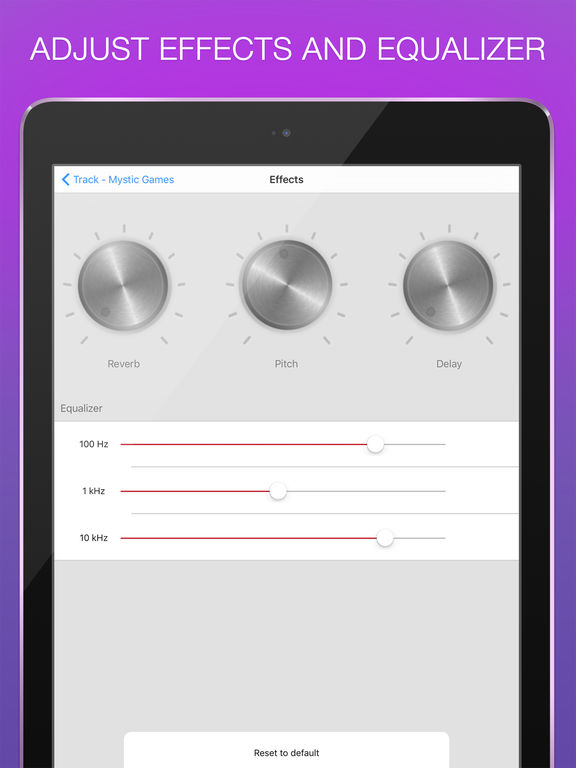 ADJUST EFFECTS AND EQUALIZER
Track - Mystic Games
Effects
Reverb
Pitch
Delay
Equalizer
100 Hz
1 kHz
10 kHz
Reset to default